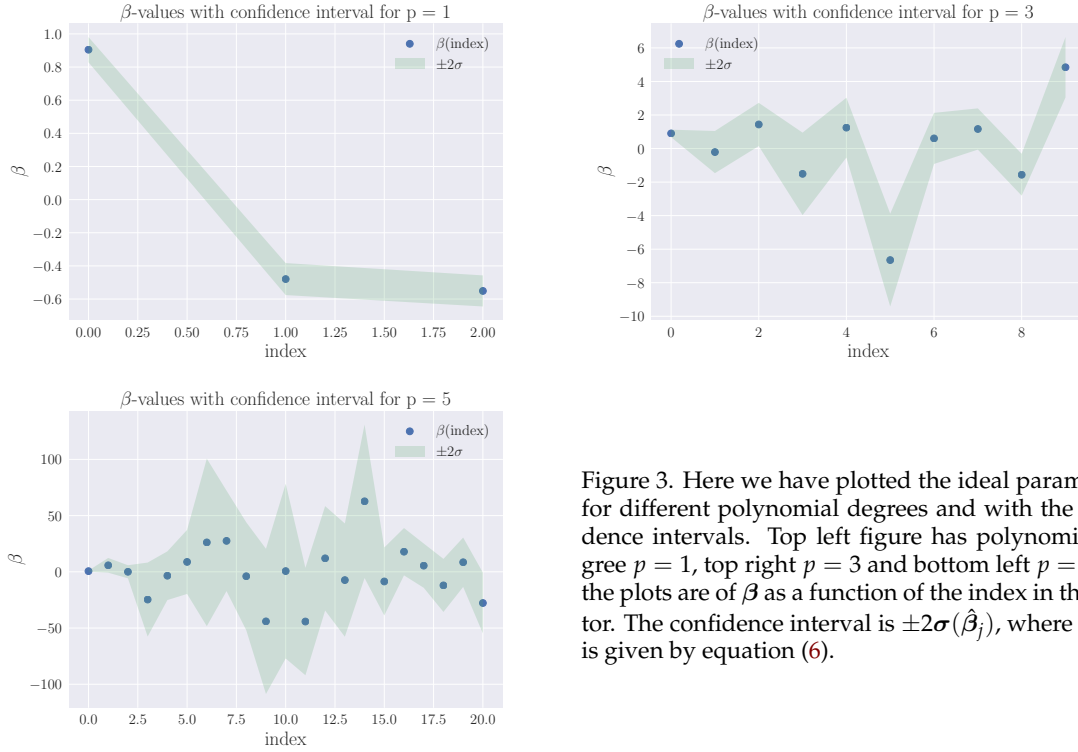 β-values with confidence interval for p = 1
1.0
0.8
0.6
0.4
0.2
0.0
−0.2
−0.4
−0.6
β
β(index)
±2σ
0.00 0.25 0.50 0.75 1.00 1.25 1.50 1.75 2.00
index
β-values with confidence interval for p = 3
6
4
2
0
−2
−4
−6
−8
−10
β
β(index)
±2σ
0 2 4 6 8
index
β-values with confidence interval for p = 5
100
50
0
−50
−100
β
β(index)
±2σ
0.0 2.5 5.0 7.5 10.0 12.5 15.0 17.5 20.0
index
Figure 3. Here we have plotted the ideal param
for different polynomial degrees and with the
dence intervals. Top left figure has polynomi
gree p = 1, top right p = 3 and bottom left p =
the plots are of β as a function of the index in th
tor. The confidence interval is ±2σ(β̂j), where
is given by equation (6).